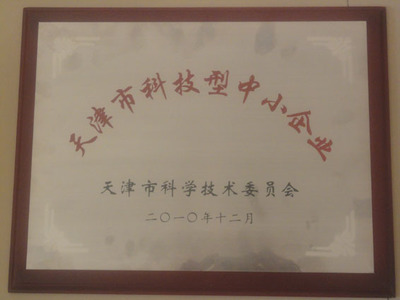 天津市科技型中小企业
天津市科学技术委员会
二〇一〇年十二月